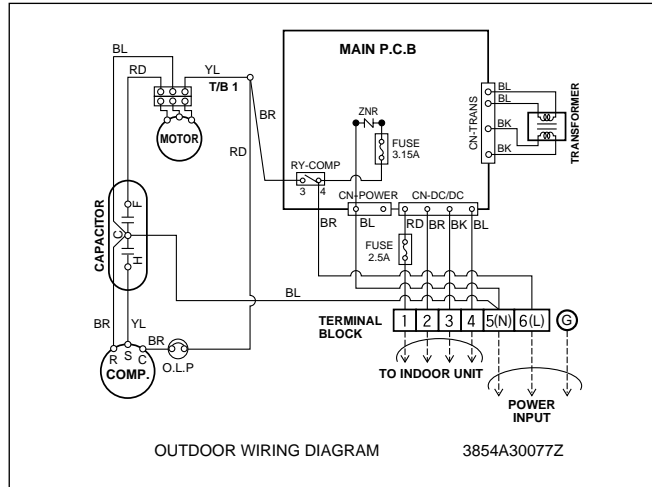 MAIN P.C.B
BL
RD
YL
T/B 1
MOTOR
BR
RD
ZNR
FUSE
3.15A
RY-COMP
3 4
CN-POWER
CN-DC/DC
CN-TRANS
BL
BL
BK
BK
TRANSFORMER
CAPACITOR
F
C
H
BR
BL
RD
BR
BK
BL
FUSE
2.5A
BL
BR
YL
BR
R
S
C
COMP.
O.L.P
TERMINAL
BLOCK
1 2 3 4 5(N) 6(L) G
TO INDOOR UNIT
POWER
INPUT
OUTDOOR WIRING DIAGRAM 3854A30077Z